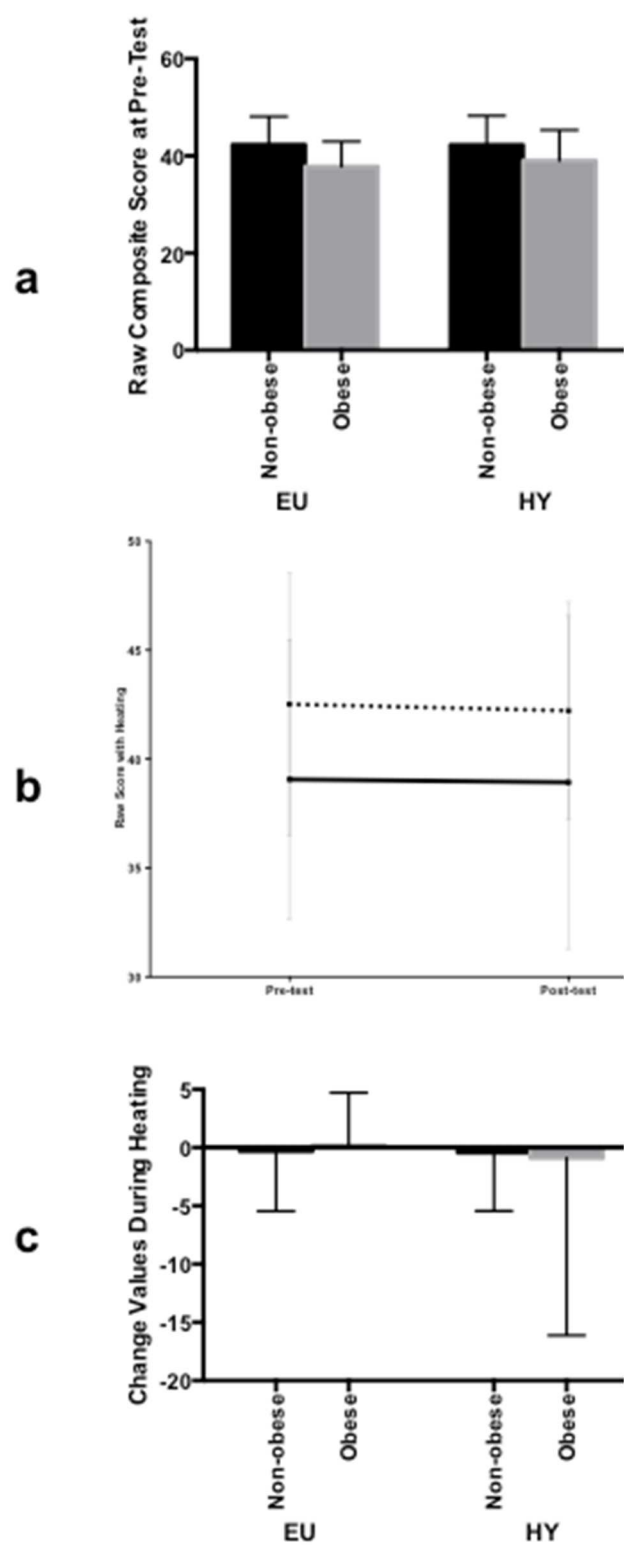 a
Raw Composite Score at Pre-Test
60
40
20
0
Non-obese
Obese
Non-obese
Obese
EU
HY
b
Raw Score with Heating
50
45
40
35
30
Pre-test
Post-test
c
Change Values During Heating
5
0
-5
-10
-15
-20
Non-obese
Obese
Non-obese
Obese
EU
HY